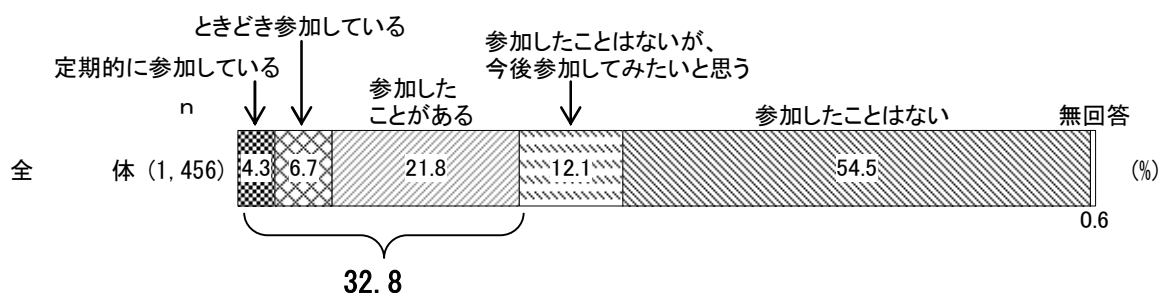 ときどき参加している
定期的に参加している
参加したことはないが、
今後参加してみたいと思う
n
参加した
ことがある
参加したことはない
無回答
全 体 (1,456)
4.3
6.7
21.8
12.1
54.5
(%)
0.6
32.8